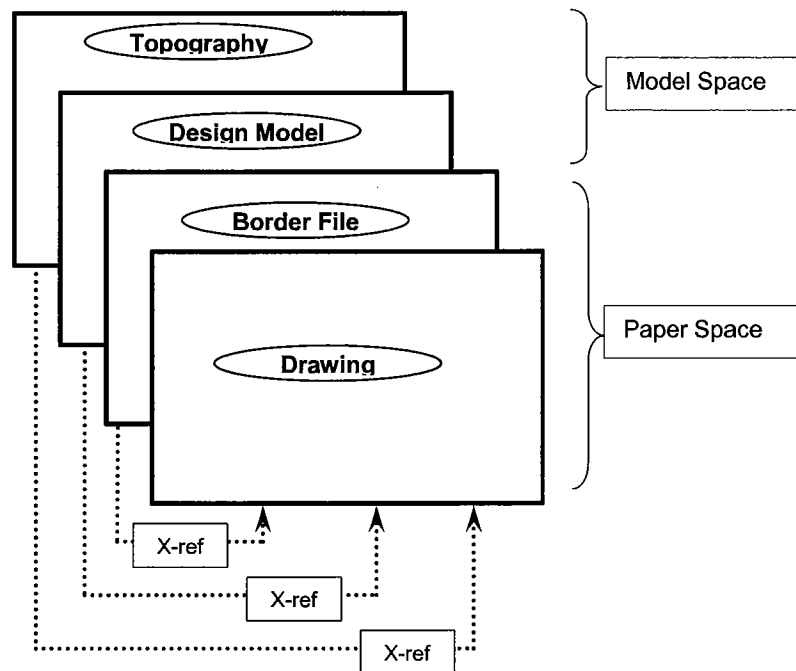 Topography
Model Space
Design Model
Border File
Paper Space
Drawing
X-ref
X-ref
X-ref